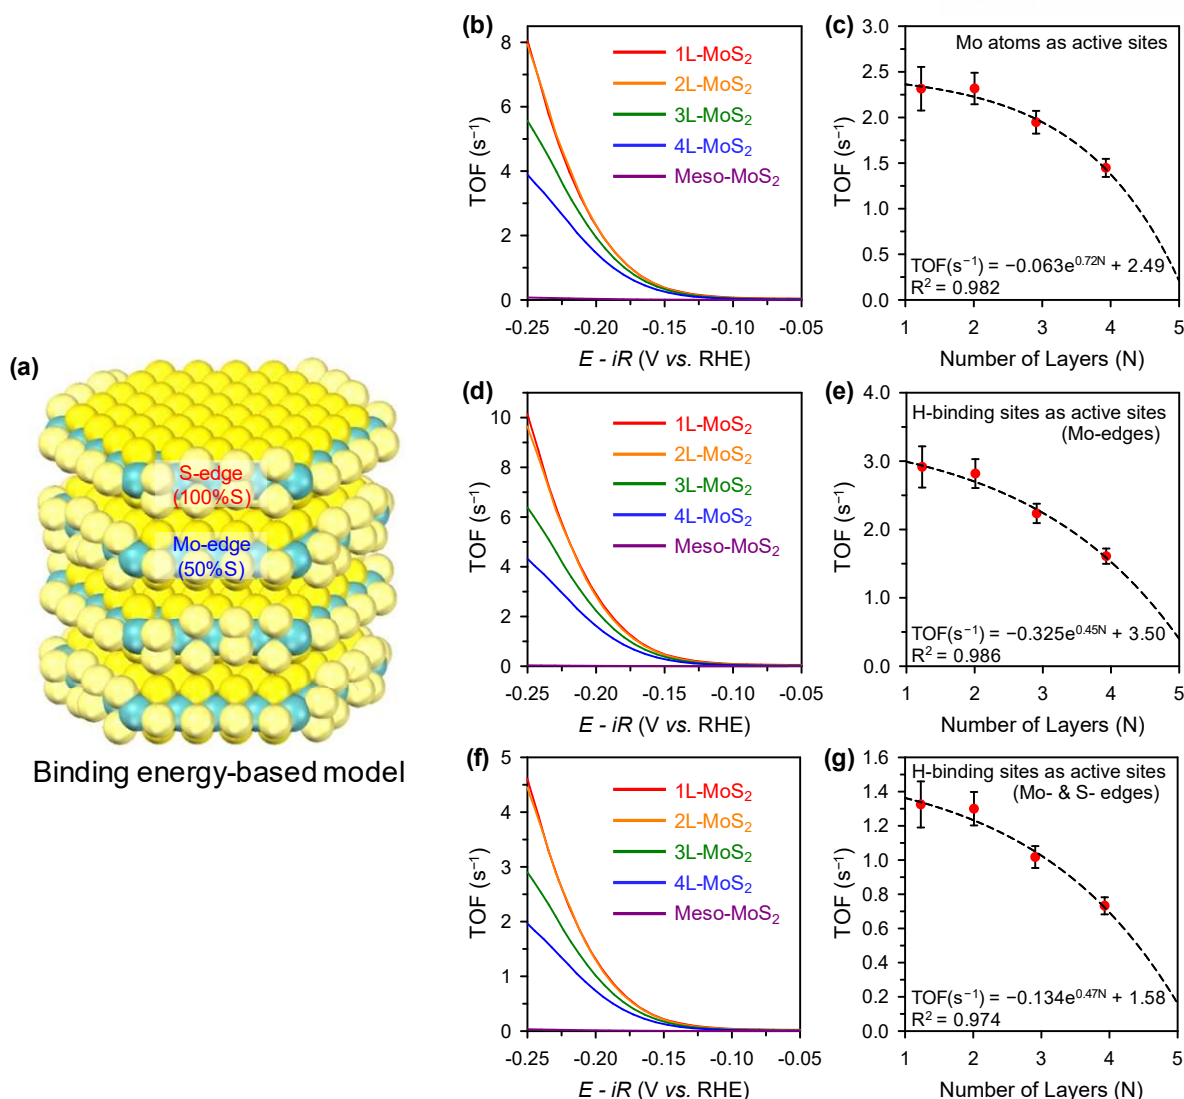 (a)
S-edge
(100%S)
Mo-edge
(50%S)
Binding energy-based model
(b)
TOF (s⁻¹)
8
6
4
2
0
1L-MoS₂
2L-MoS₂
3L-MoS₂
4L-MoS₂
Meso-MoS₂
-0.25 -0.20 -0.15 -0.10 -0.05
E - iR (V vs. RHE)
(c)
TOF (s⁻¹)
3.0
2.5
2.0
1.5
1.0
0.5
0.0
Mo atoms as active sites
TOF(s⁻¹) = −0.063e^0.72N + 2.49
R² = 0.982
1 2 3 4 5
Number of Layers (N)
(d)
TOF (s⁻¹)
10
8
6
4
2
0
1L-MoS₂
2L-MoS₂
3L-MoS₂
4L-MoS₂
Meso-MoS₂
-0.25 -0.20 -0.15 -0.10 -0.05
E - iR (V vs. RHE)
(e)
TOF (s⁻¹)
4.0
3.0
2.0
1.0
0.0
H-binding sites as active sites
(Mo-edges)
TOF(s⁻¹) = −0.325e^0.45N + 3.50
R² = 0.986
1 2 3 4 5
Number of Layers (N)
(f)
TOF (s⁻¹)
5
4
3
2
1
0
1L-MoS₂
2L-MoS₂
3L-MoS₂
4L-MoS₂
Meso-MoS₂
-0.25 -0.20 -0.15 -0.10 -0.05
E - iR (V vs. RHE)
(g)
TOF (s⁻¹)
1.6
1.4
1.2
1.0
0.8
0.6
0.4
0.2
0.0
H-binding sites as active sites
(Mo- & S- edges)
TOF(s⁻¹) = −0.134e^0.47N + 1.58
R² = 0.974
1 2 3 4 5
Number of Layers (N)